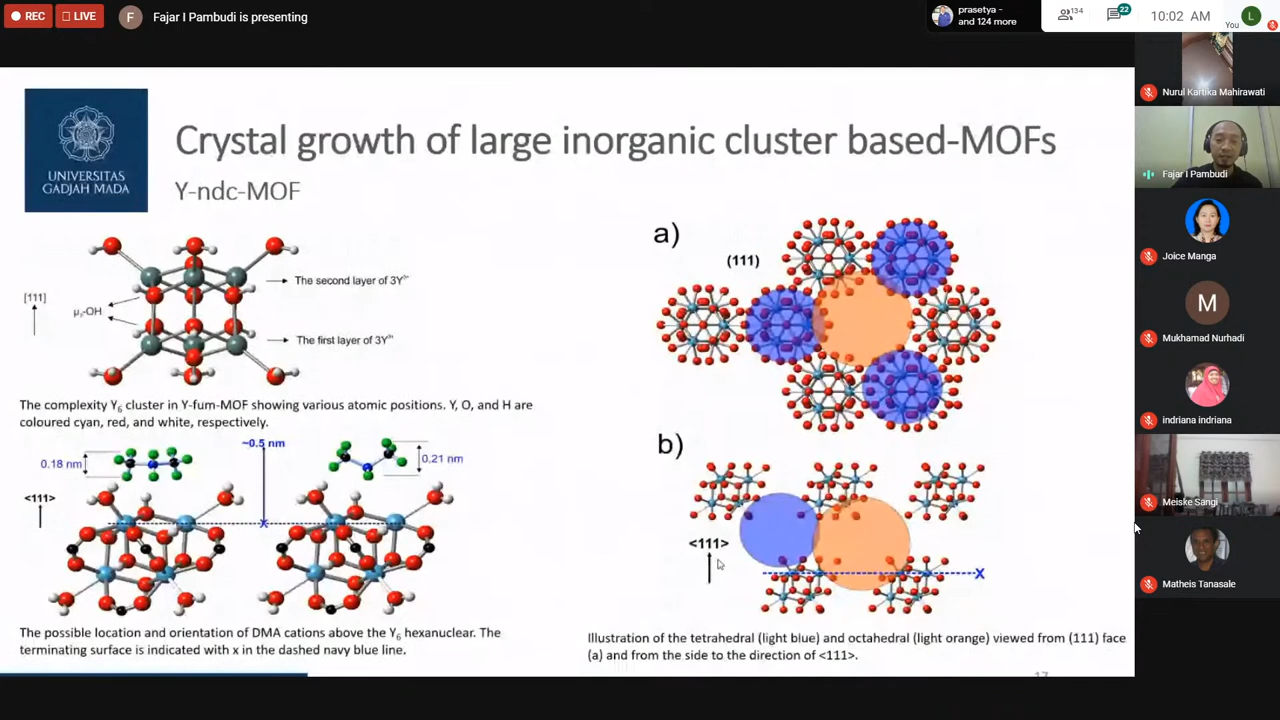 REC
LIVE
F
Fajar I Pambudi is presenting
prasetya -
and 124 more
134
22
10:02 AM
You
L
Nurul Kartika Mahirawati
Fajar I Pambudi
Joice Manga
M
Mukhamad Nurhadi
indriana indriana
Meiske Sangi
Matheis Tanasale
UNIVERSITAS
GADJAH MADA
Crystal growth of large inorganic cluster based-MOFs
Y-ndc-MOF
[111]
μ₃-OH
The second layer of 3Y³⁺
The first layer of 3Y³⁺
The complexity Y₆ cluster in Y-fum-MOF showing various atomic positions. Y, O, and H are
coloured cyan, red, and white, respectively.
0.18 nm
~0.5 nm
0.21 nm
<111>
x
The possible location and orientation of DMA cations above the Y₆ hexanuclear. The
terminating surface is indicated with x in the dashed navy blue line.
a)
(111)
b)
<111>
X
Illustration of the tetrahedral (light blue) and octahedral (light orange) viewed from (111) face
(a) and from the side to the direction of <111>.